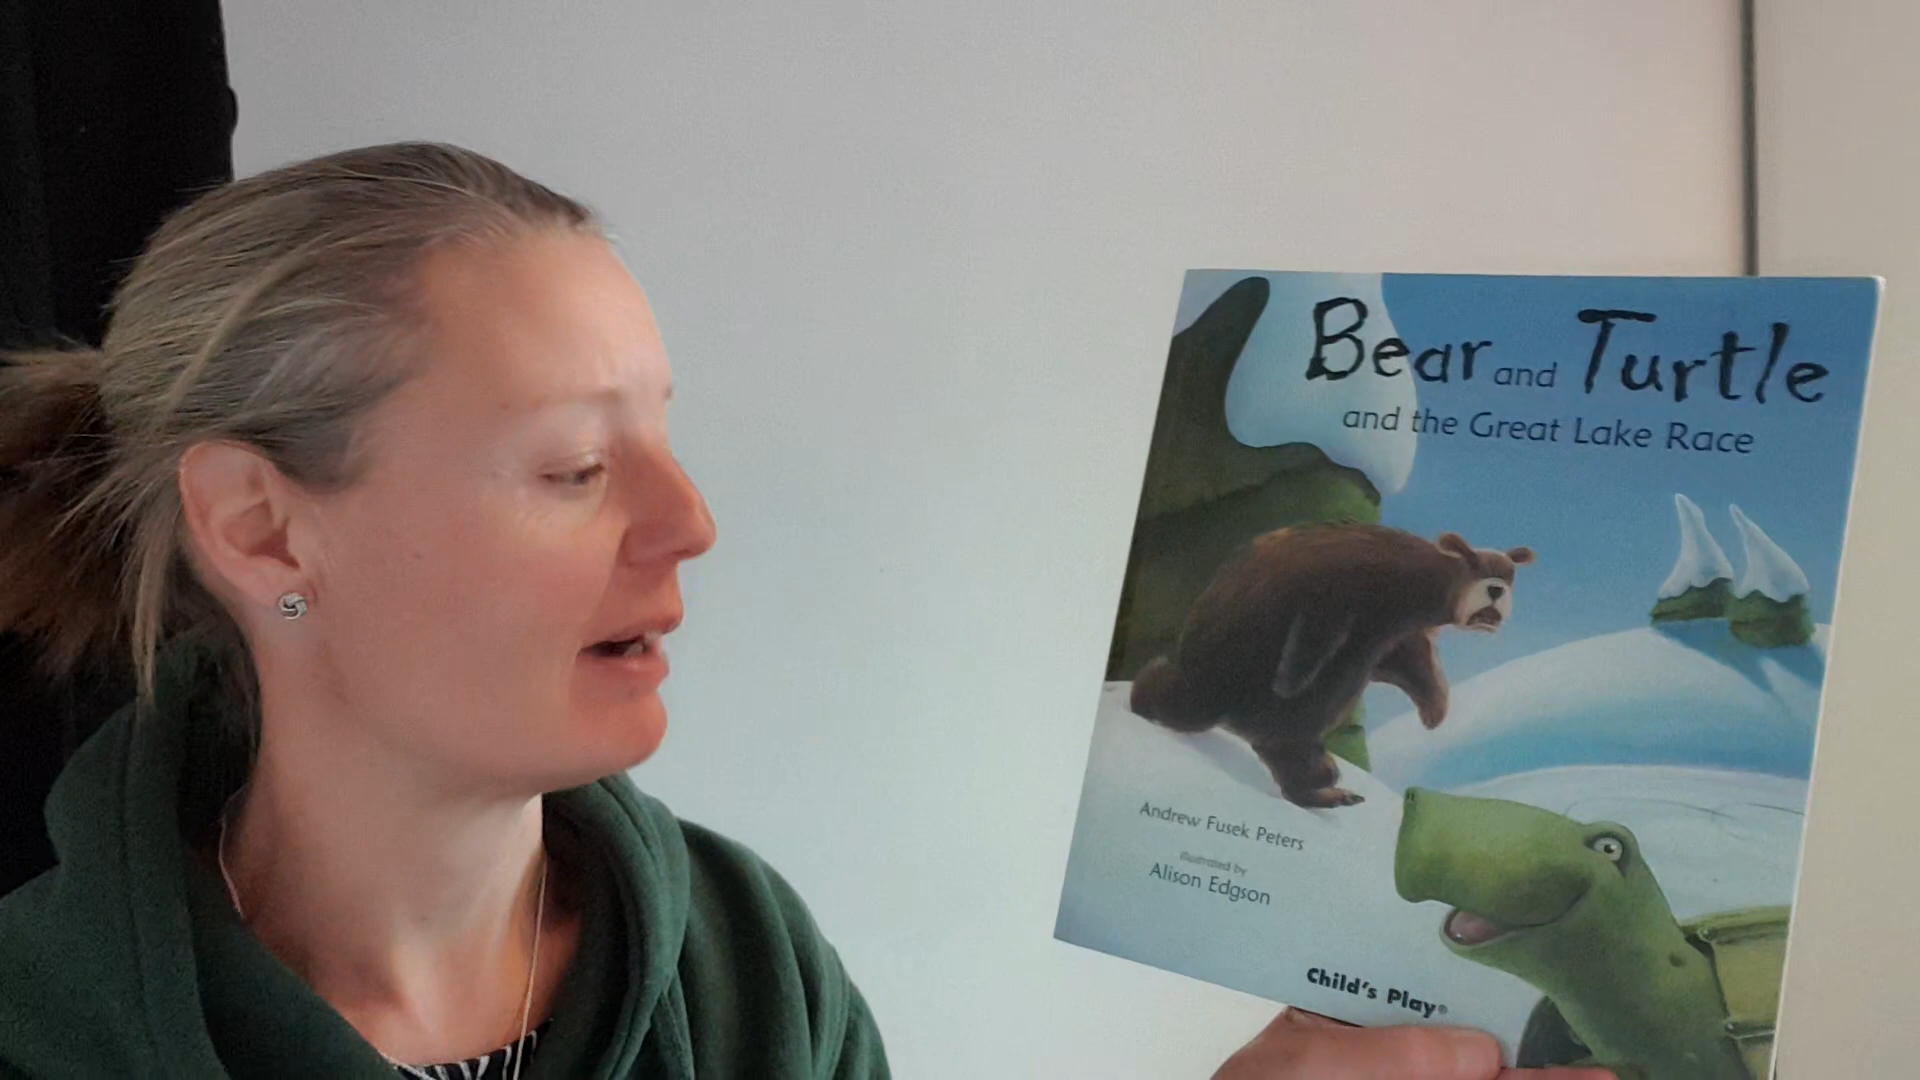 Bear and Turtle
and the Great Lake Race
Andrew Fusek Peters
illustrated by
Alison Edgson
Child's Play®